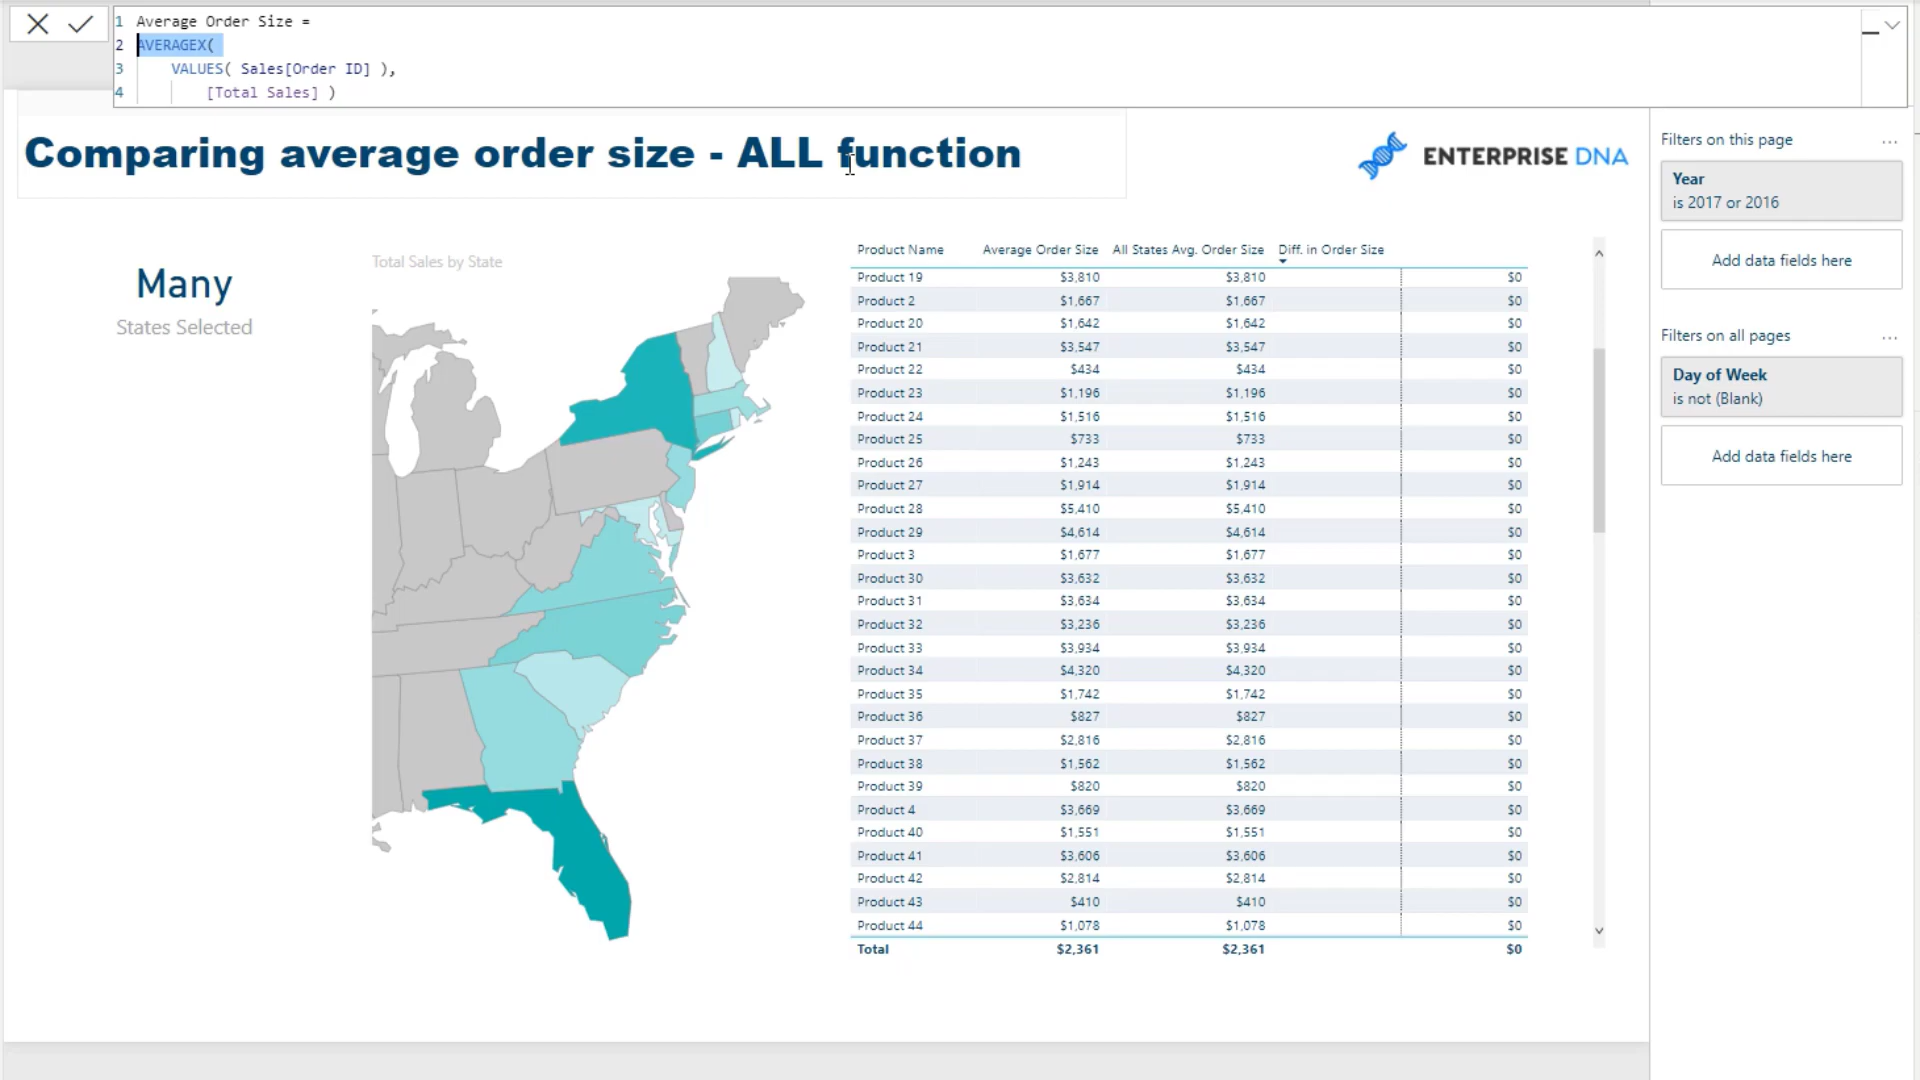 1 Average Order Size =
2 AVERAGEX(
3 VALUES( Sales[Order ID] ),
4 [Total Sales] )
Comparing average order size - ALL function
ENTERPRISE DNA
Many
States Selected
Total Sales by State
Product Name Average Order Size All States Avg. Order Size Diff. in Order Size
Product 19 $3,810 $3,810 $0
Product 2 $1,667 $1,667 $0
Product 20 $1,642 $1,642 $0
Product 21 $3,547 $3,547 $0
Product 22 $434 $434 $0
Product 23 $1,196 $1,196 $0
Product 24 $1,516 $1,516 $0
Product 25 $733 $733 $0
Product 26 $1,243 $1,243 $0
Product 27 $1,914 $1,914 $0
Product 28 $5,410 $5,410 $0
Product 29 $4,614 $4,614 $0
Product 3 $1,677 $1,677 $0
Product 30 $3,632 $3,632 $0
Product 31 $3,634 $3,634 $0
Product 32 $3,236 $3,236 $0
Product 33 $3,934 $3,934 $0
Product 34 $4,320 $4,320 $0
Product 35 $1,742 $1,742 $0
Product 36 $827 $827 $0
Product 37 $2,816 $2,816 $0
Product 38 $1,562 $1,562 $0
Product 39 $820 $820 $0
Product 4 $3,669 $3,669 $0
Product 40 $1,551 $1,551 $0
Product 41 $3,606 $3,606 $0
Product 42 $2,814 $2,814 $0
Product 43 $410 $410 $0
Product 44 $1,078 $1,078 $0
Total $2,361 $2,361 $0
Filters on this page ...
Year
is 2017 or 2016
Add data fields here
Filters on all pages ...
Day of Week
is not (Blank)
Add data fields here